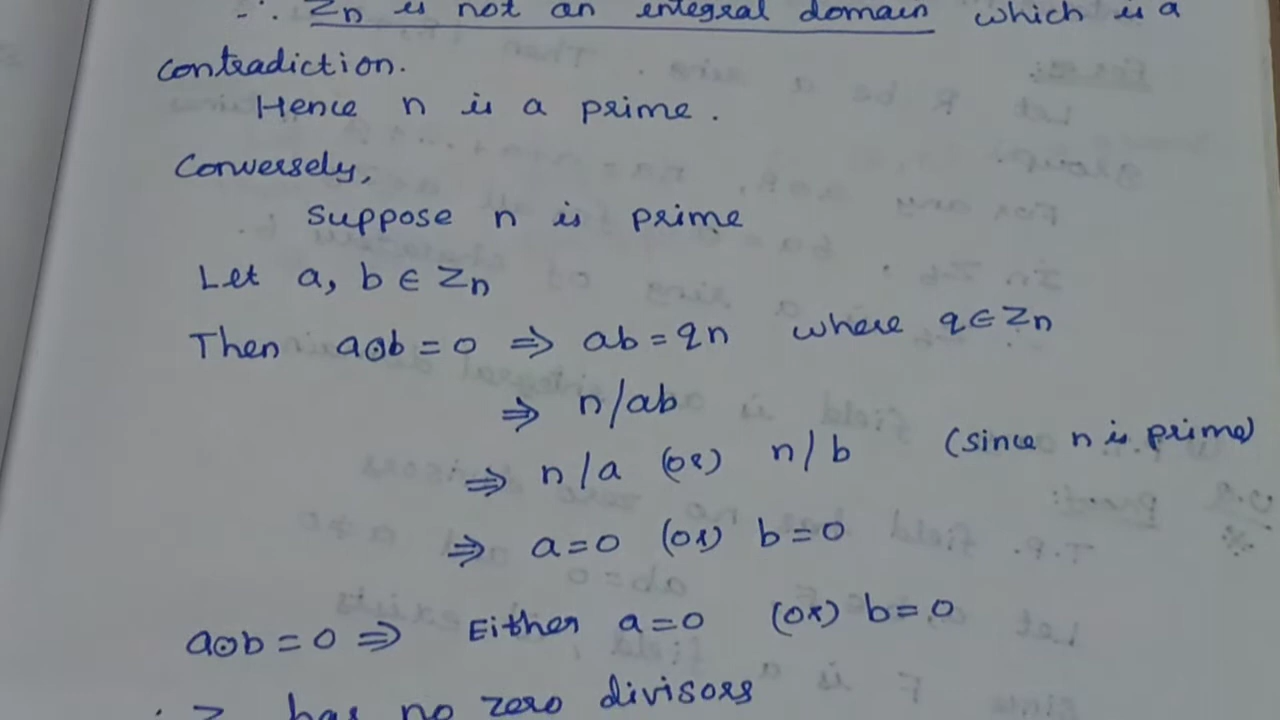 ∴ Zn is not an integral domain which is a
contradiction.
Hence n is a prime.
Conversely,
Suppose n is prime
Let a, b ∈ Zn
Then a⊙b = 0 ⇒ ab = qn where q ∈ Zn
⇒ n/ab
⇒ n/a (or) n/b (since n is prime)
⇒ a=0 (or) b=0
a⊙b = 0 ⇒ Either a=0 (or) b=0
∴ Z has no zero divisors